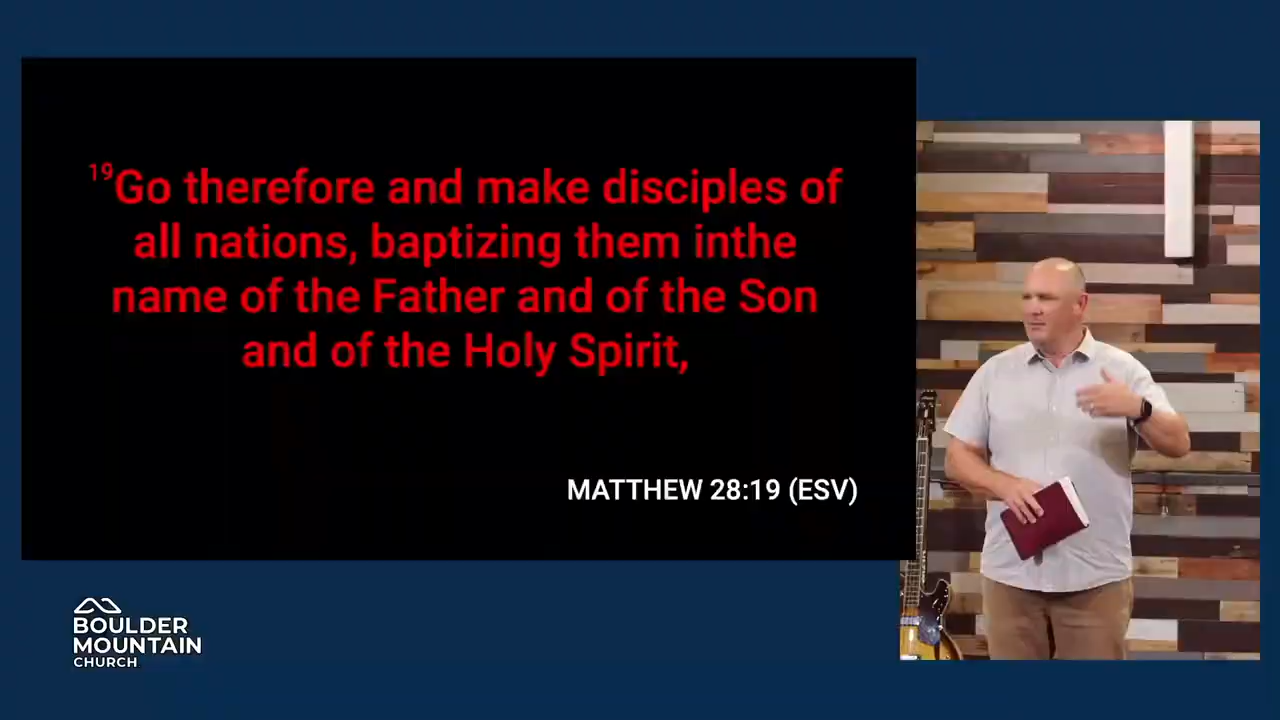 19Go therefore and make disciples of
all nations, baptizing them inthe
name of the Father and of the Son
and of the Holy Spirit,
MATTHEW 28:19 (ESV)
BOULDER
MOUNTAIN
CHURCH